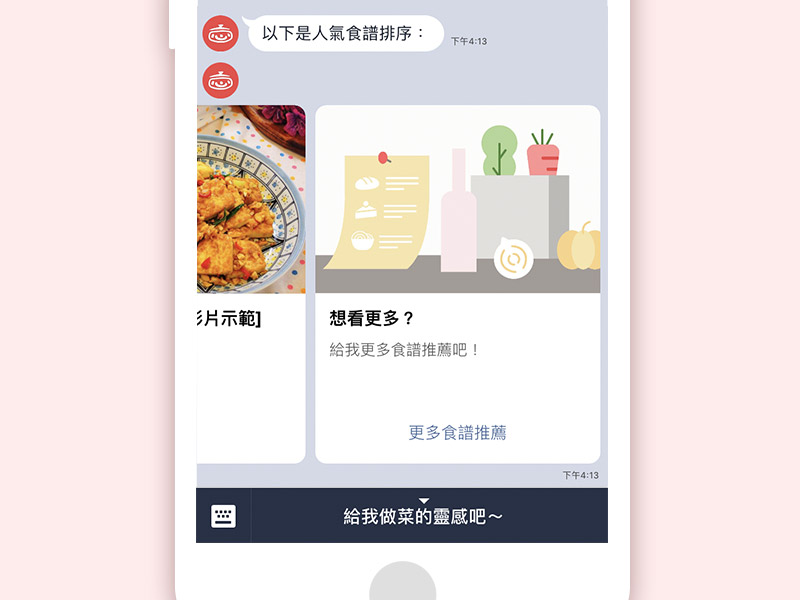 以下是人氣食譜排序：
下午4:13
片示範]
想看更多？
給我更多食譜推薦吧！
更多食譜推薦
下午4:13
給我做菜的靈感吧～